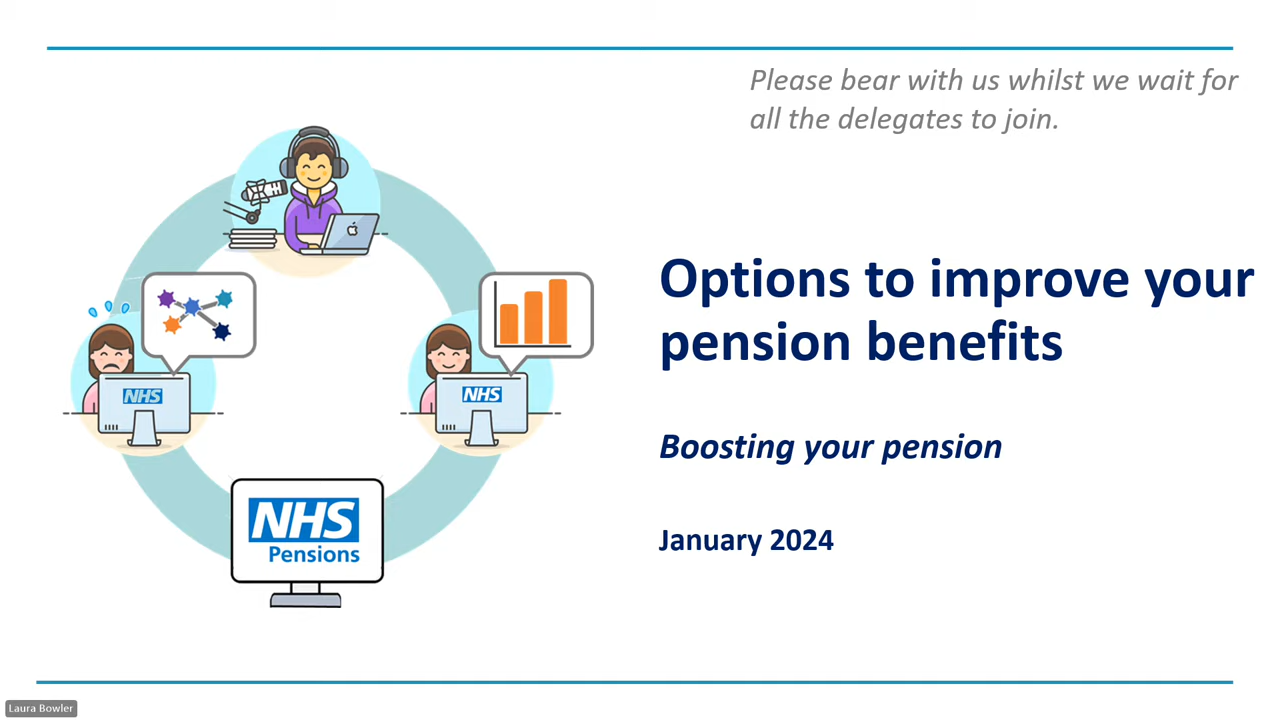 Please bear with us whilst we wait for
all the delegates to join.
Options to improve your
pension benefits
Boosting your pension
January 2024
NHS
NHS
NHS
Pensions
Laura Bowler